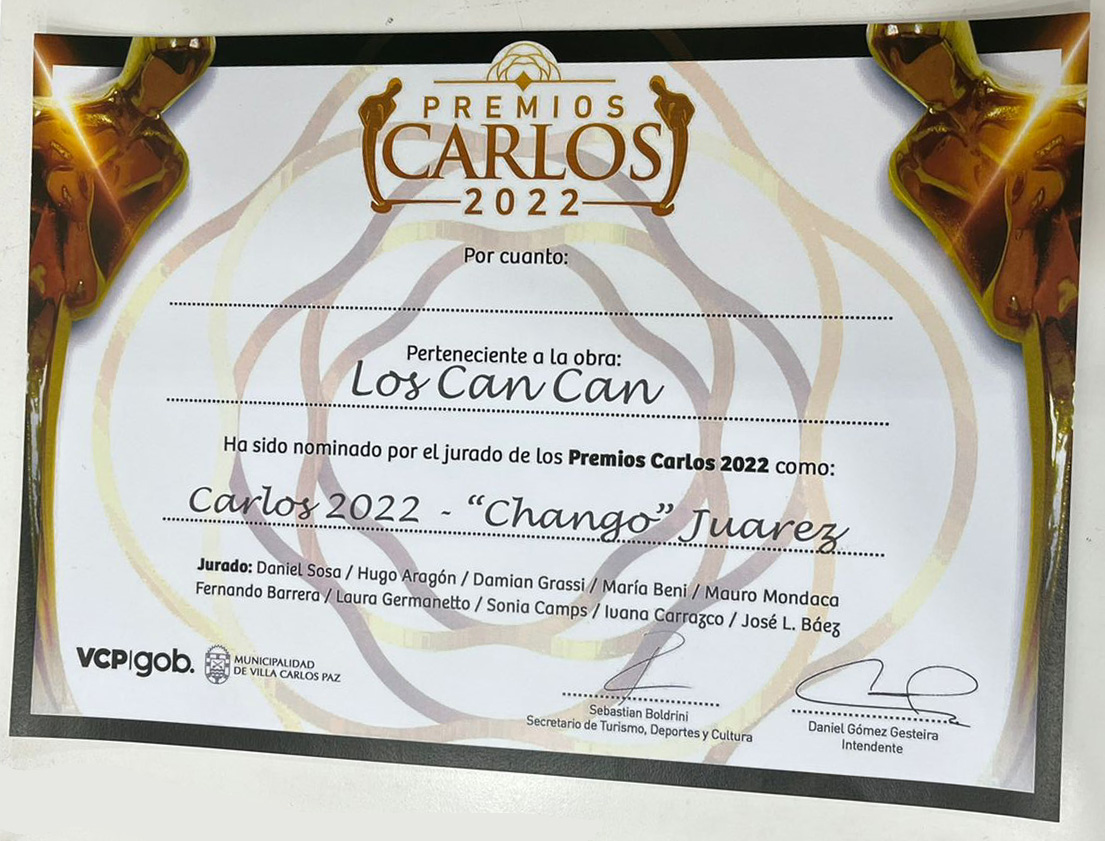 PREMIOS
CARLOS
2022
Por cuanto:
Perteneciente a la obra:
Los Can Can
Ha sido nominado por el jurado de los Premios Carlos 2022 como:
Carlos 2022 - “Chango” Juarez
Jurado: Daniel Sosa / Hugo Aragón / Damian Grassi / María Beni / Mauro Mondaca
Fernando Barrera / Laura Germanetto / Sonia Camps / Ivana Carrazco / José L. Báez
VCP|gob.
MUNICIPALIDAD
DE VILLA CARLOS PAZ
Sebastian Boldrini
Secretario de Turismo, Deportes y Cultura
Daniel Gómez Gesteira
Intendente